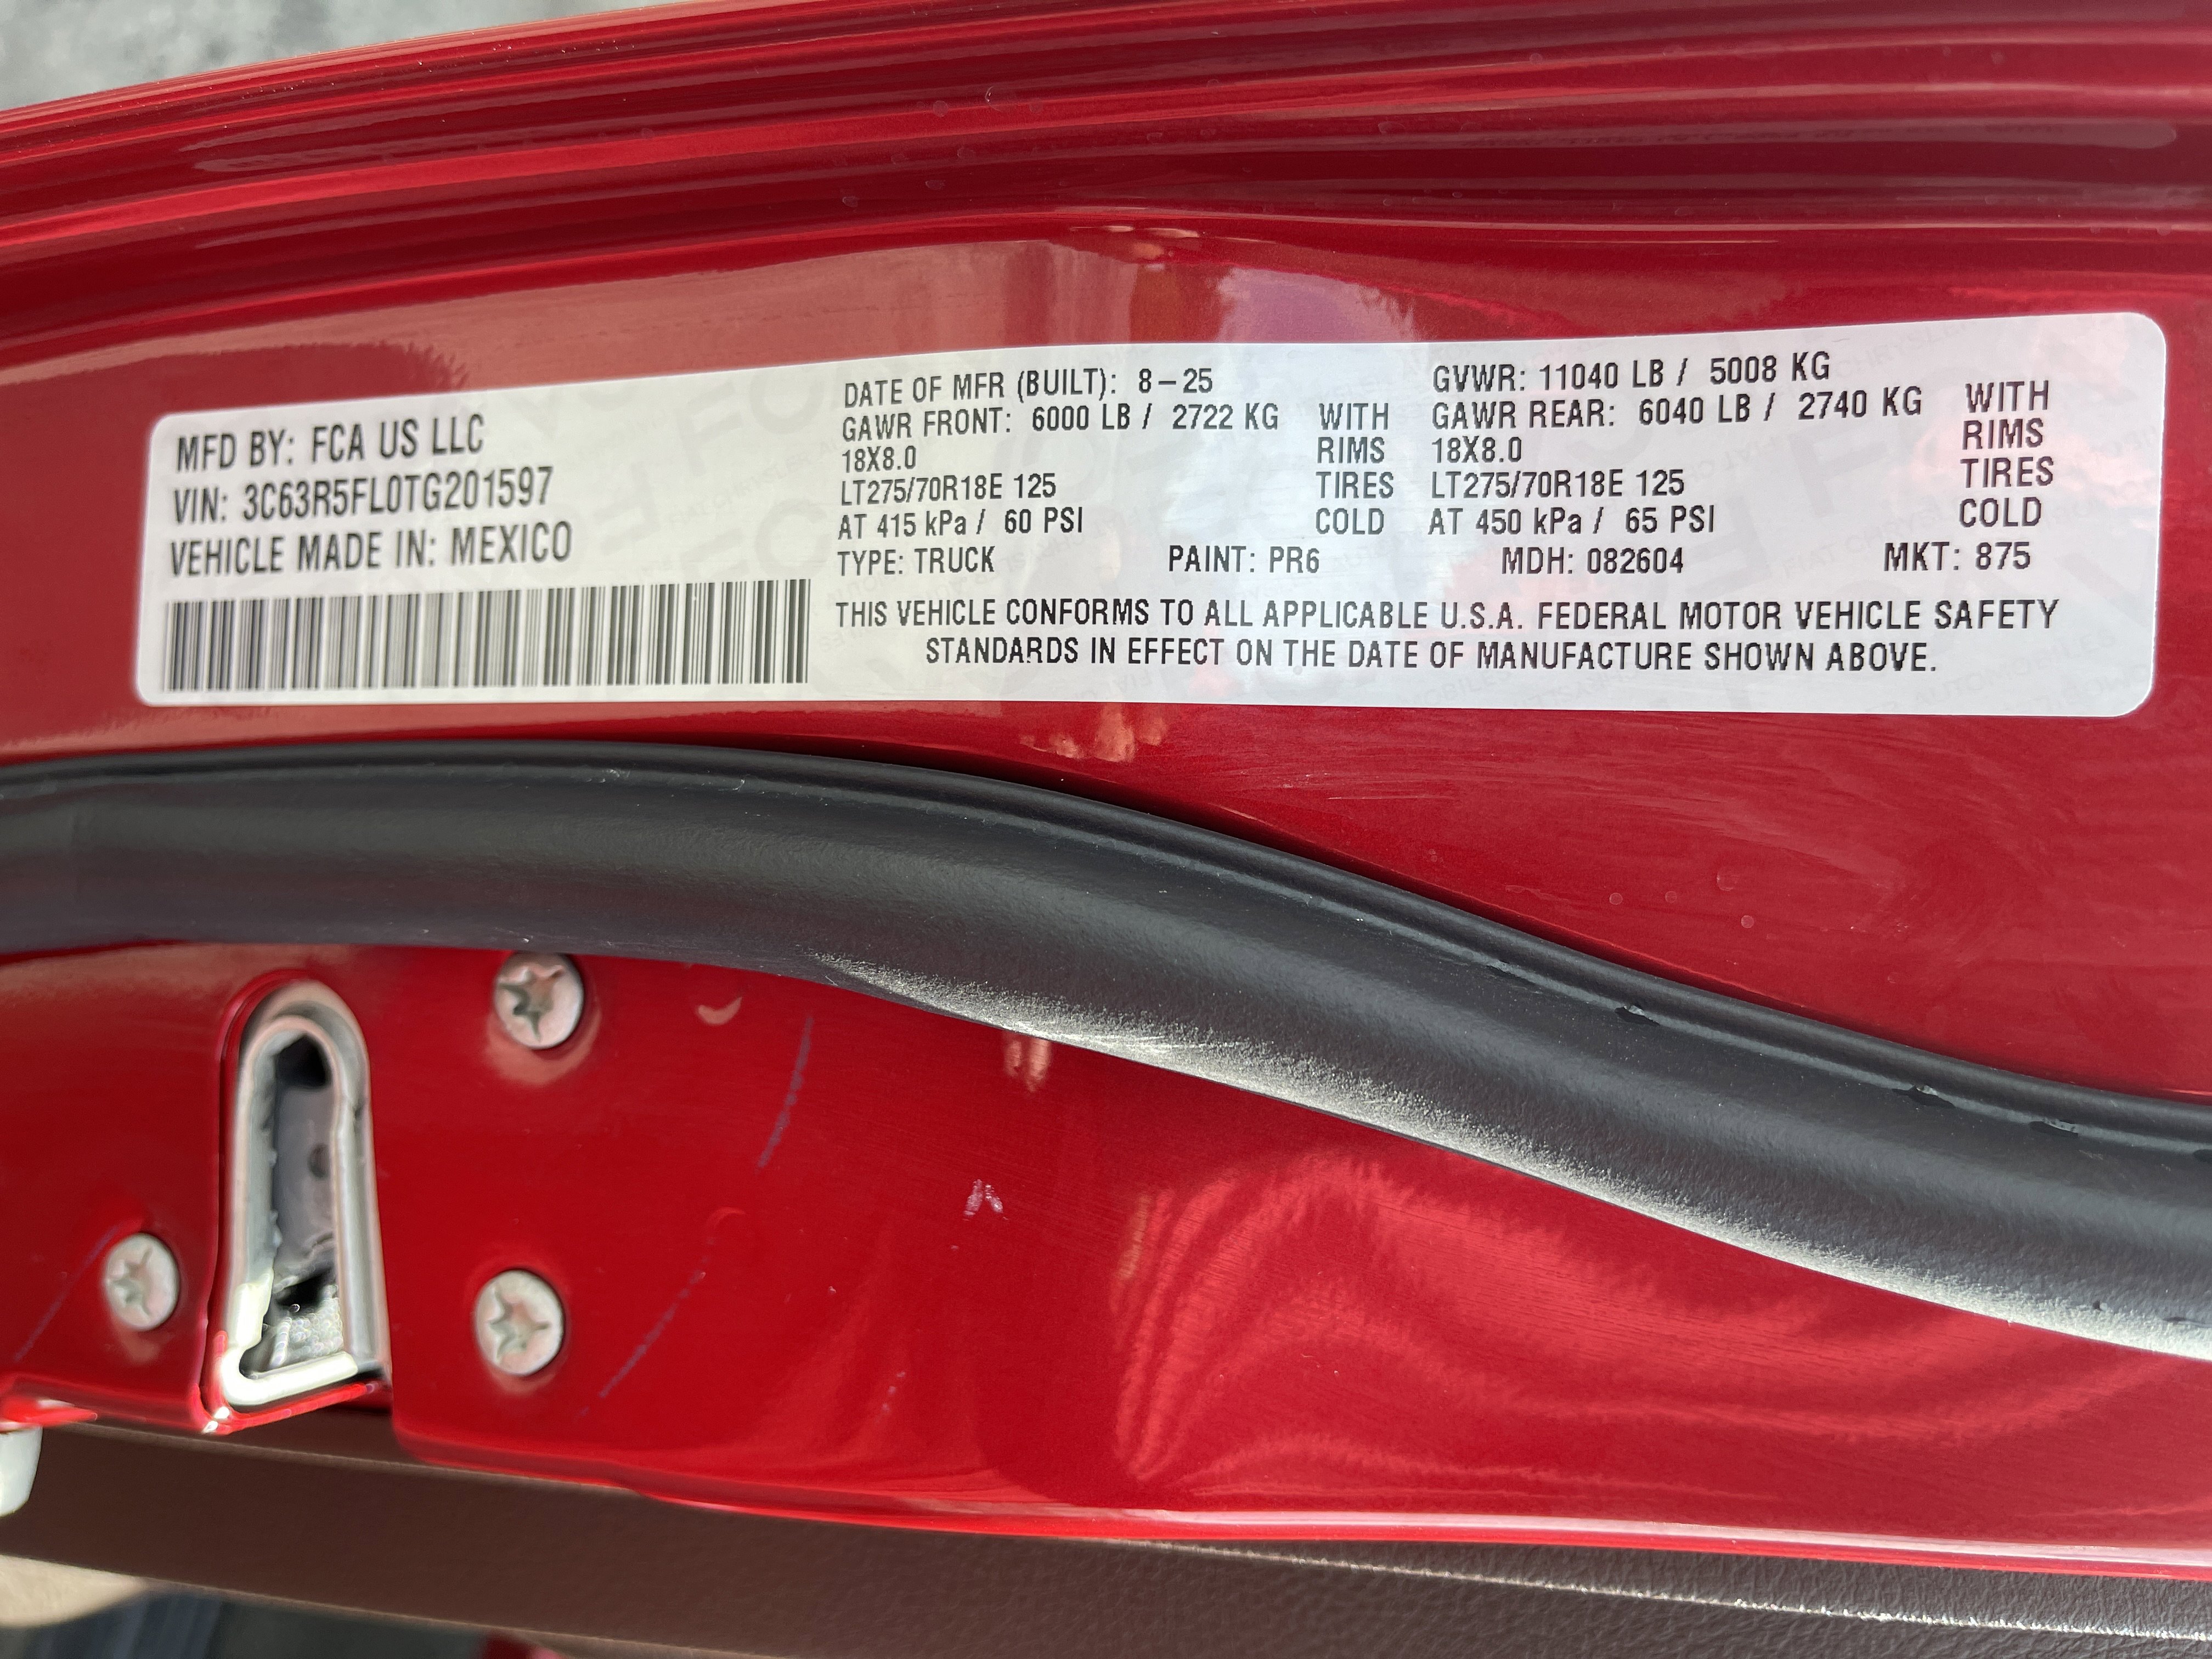 MFD BY: FCA US LLC
VIN: 3C63R5FL0TG201597
VEHICLE MADE IN: MEXICO
DATE OF MFR (BUILT): 8-25
GAWR FRONT: 6000 LB / 2722 KG WITH
18X8.0 RIMS
LT275/70R18E 125 TIRES
AT 415 kPa / 60 PSI COLD
GVWR: 11040 LB / 5008 KG
GAWR REAR: 6040 LB / 2740 KG WITH
18X8.0 RIMS
LT275/70R18E 125 TIRES
AT 450 kPa / 65 PSI COLD
TYPE: TRUCK PAINT: PR6 MDH: 082604 MKT: 875
THIS VEHICLE CONFORMS TO ALL APPLICABLE U.S.A. FEDERAL MOTOR VEHICLE SAFETY
STANDARDS IN EFFECT ON THE DATE OF MANUFACTURE SHOWN ABOVE.